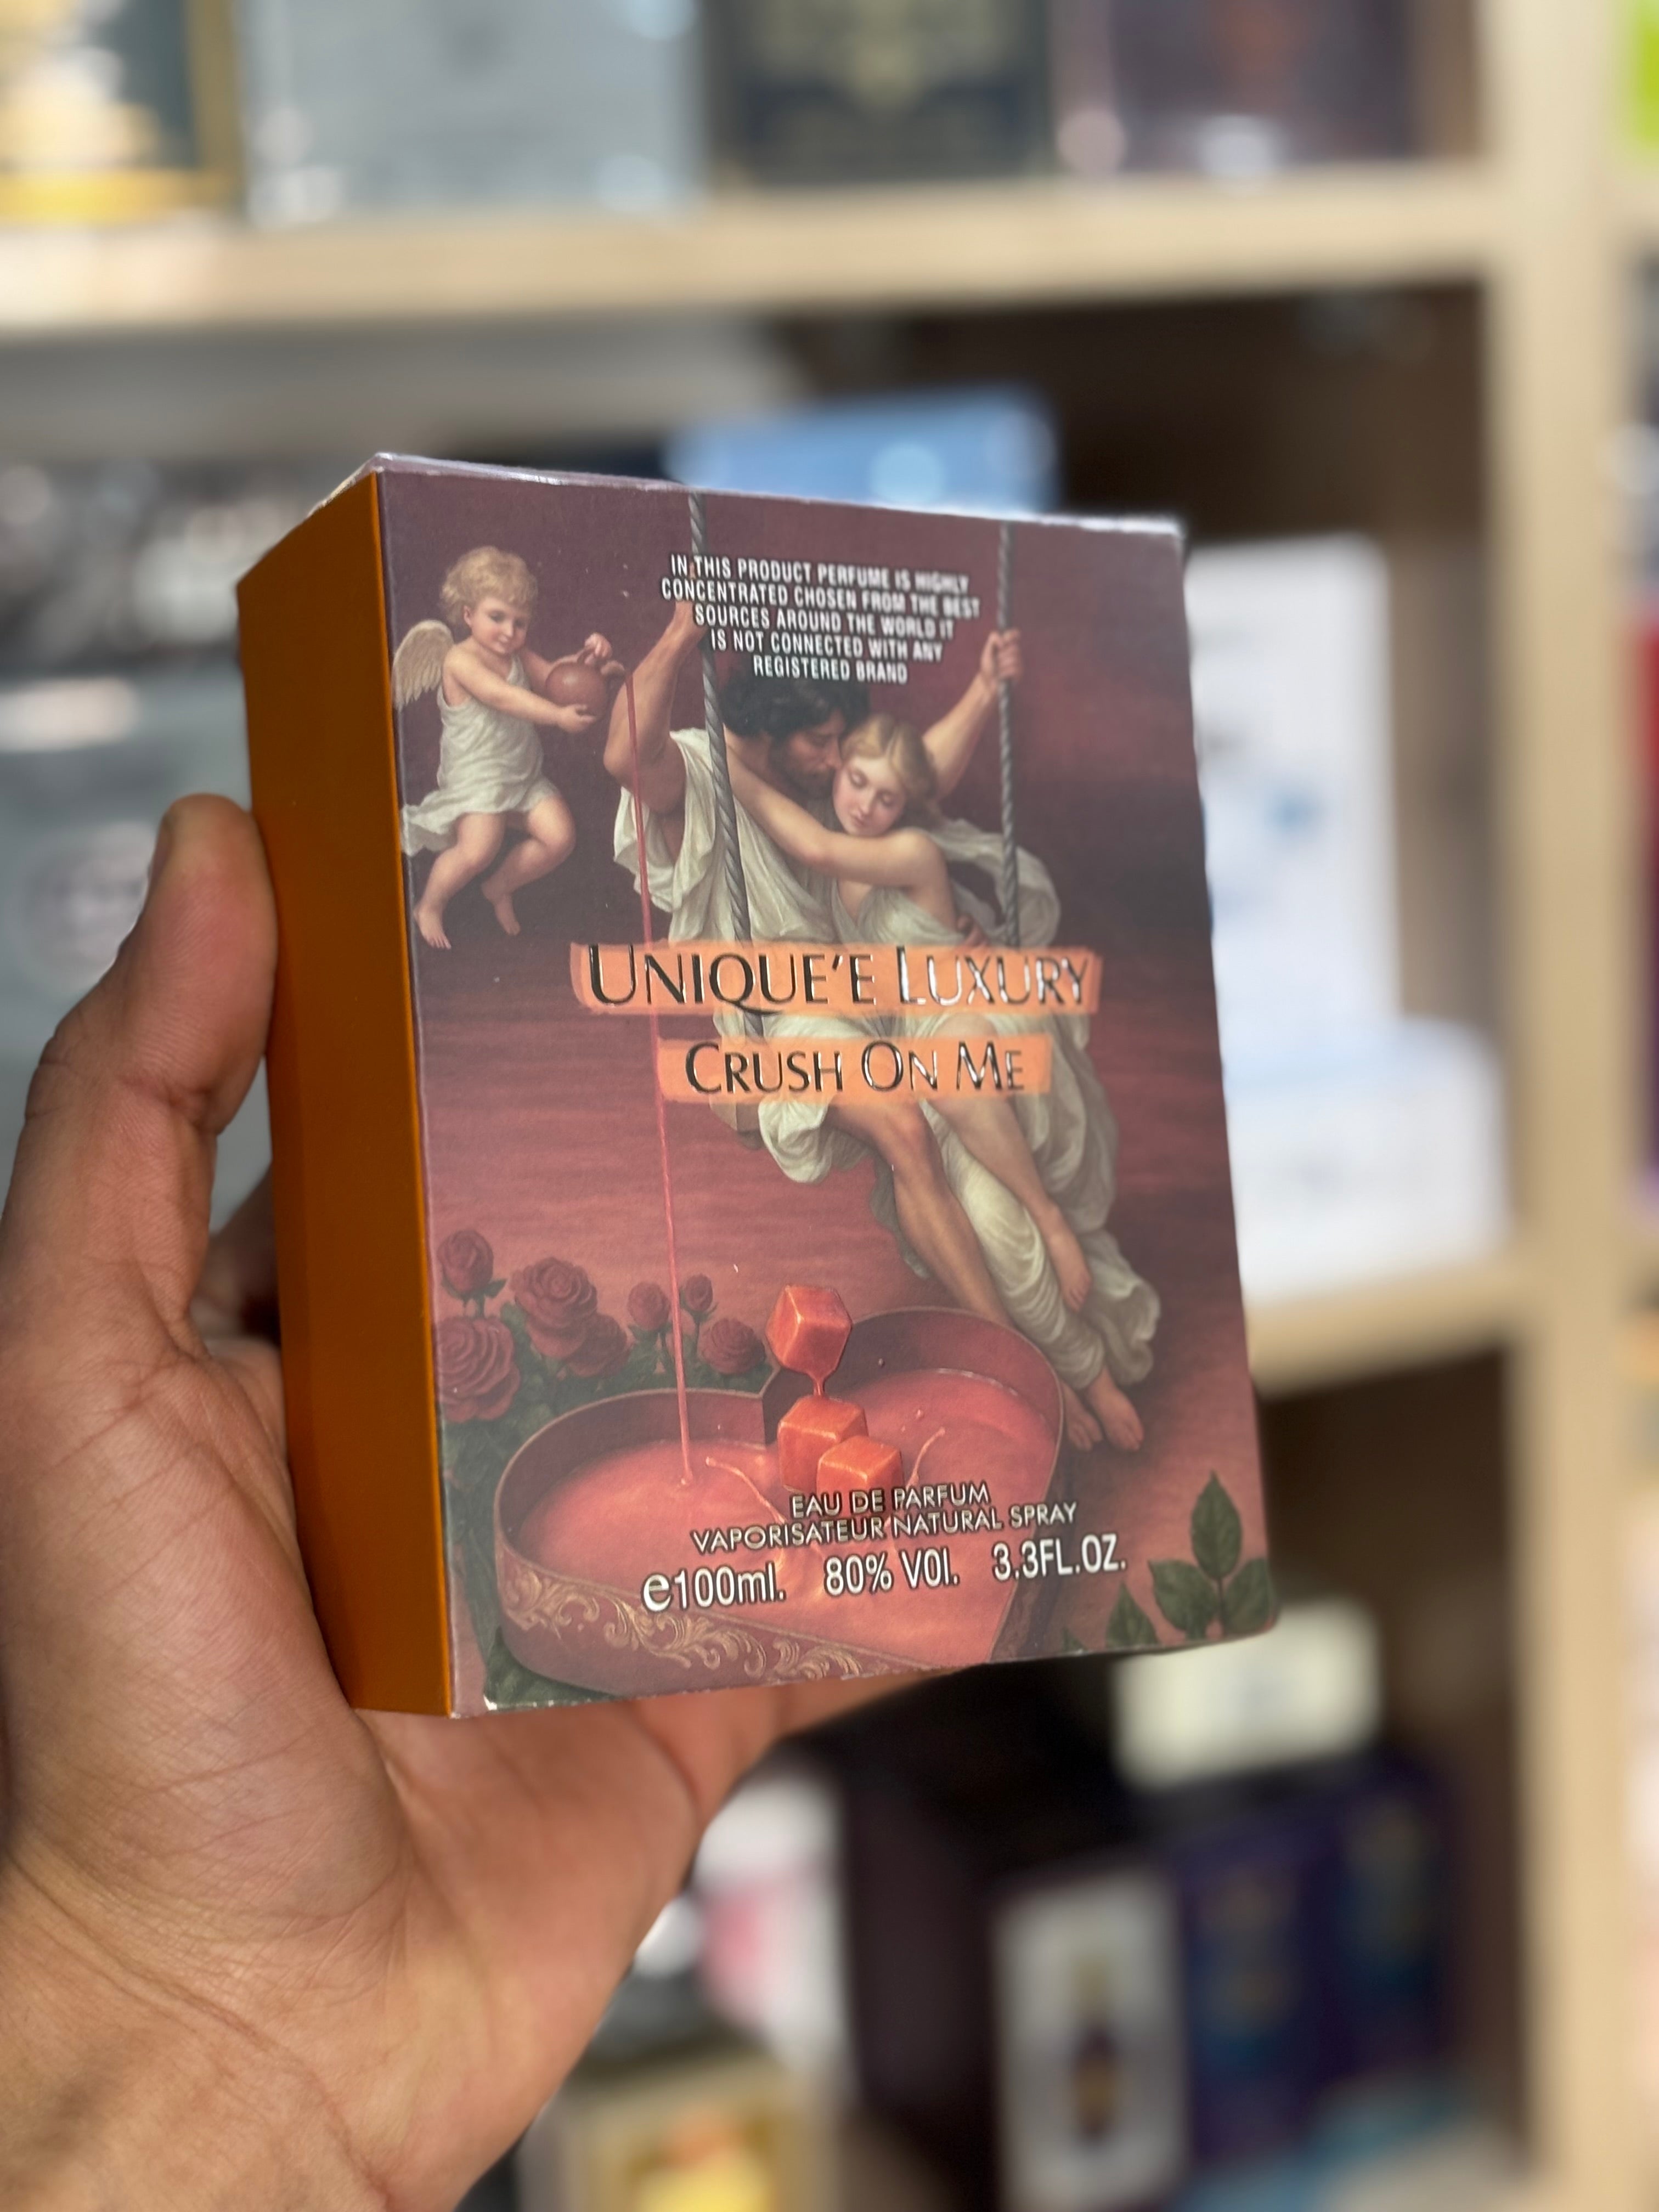 IN THIS PRODUCT PERFUME IS HIGHLY
CONCENTRATED CHOSEN FROM THE BEST
SOURCES AROUND THE WORLD IT
IS NOT CONNECTED WITH ANY
REGISTERED BRAND
UNIQUE'E LUXURY
CRUSH ON ME
EAU DE PARFUM
VAPORISATEUR NATURAL SPRAY
e100ml. 80% VOl. 3.3FL.OZ.